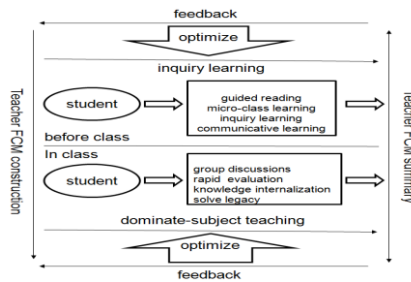 feedback
optimize
inquiry learning
student
guided reading
micro-class learning
inquiry learning
communicative learning
before class
In class
student
group discussions
rapid evaluation
knowledge internalization
solve legacy
dominate-subject teaching
optimize
feedback
Teacher FCM construction
Teacher FCM summary